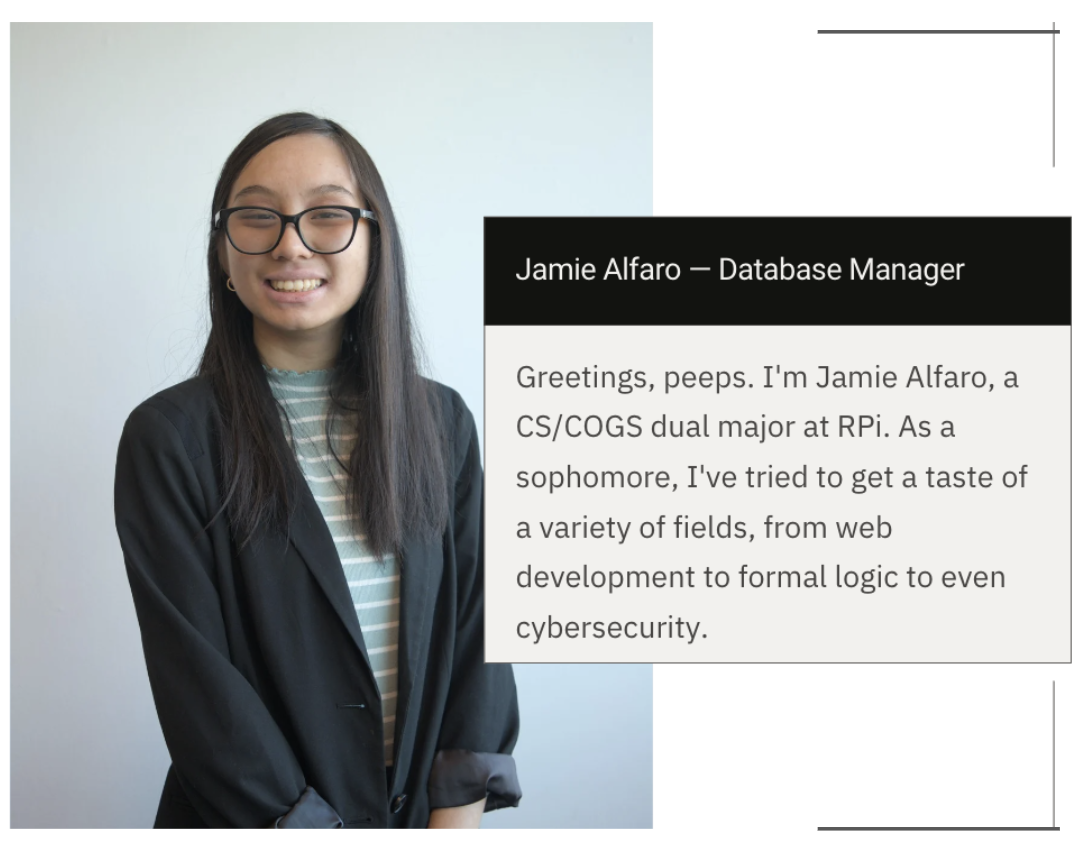 Jamie Alfaro — Database Manager
Greetings, peeps. I'm Jamie Alfaro, a
CS/COGS dual major at RPi. As a
sophomore, I've tried to get a taste of
a variety of fields, from web
development to formal logic to even
cybersecurity.